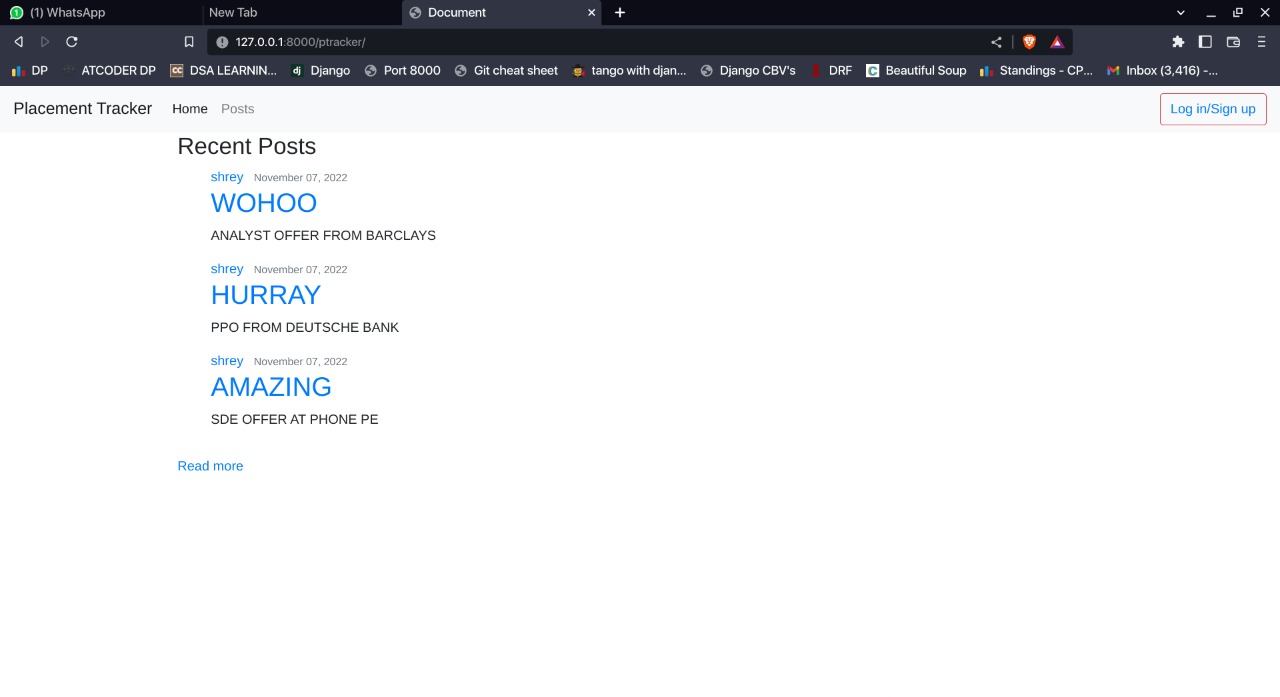 (1) WhatsApp
New Tab
Document
127.0.0.1:8000/ptracker/
DP ATCODER DP CC DSA LEARNIN... dj Django Port 8000 Git cheat sheet tango with djan... Django CBV's DRF C Beautiful Soup Standings - CP... Inbox (3,416) -...
Placement Tracker Home Posts Log in/Sign up
Recent Posts
shrey November 07, 2022
WOHOO
ANALYST OFFER FROM BARCLAYS
shrey November 07, 2022
HURRAY
PPO FROM DEUTSCHE BANK
shrey November 07, 2022
AMAZING
SDE OFFER AT PHONE PE
Read more